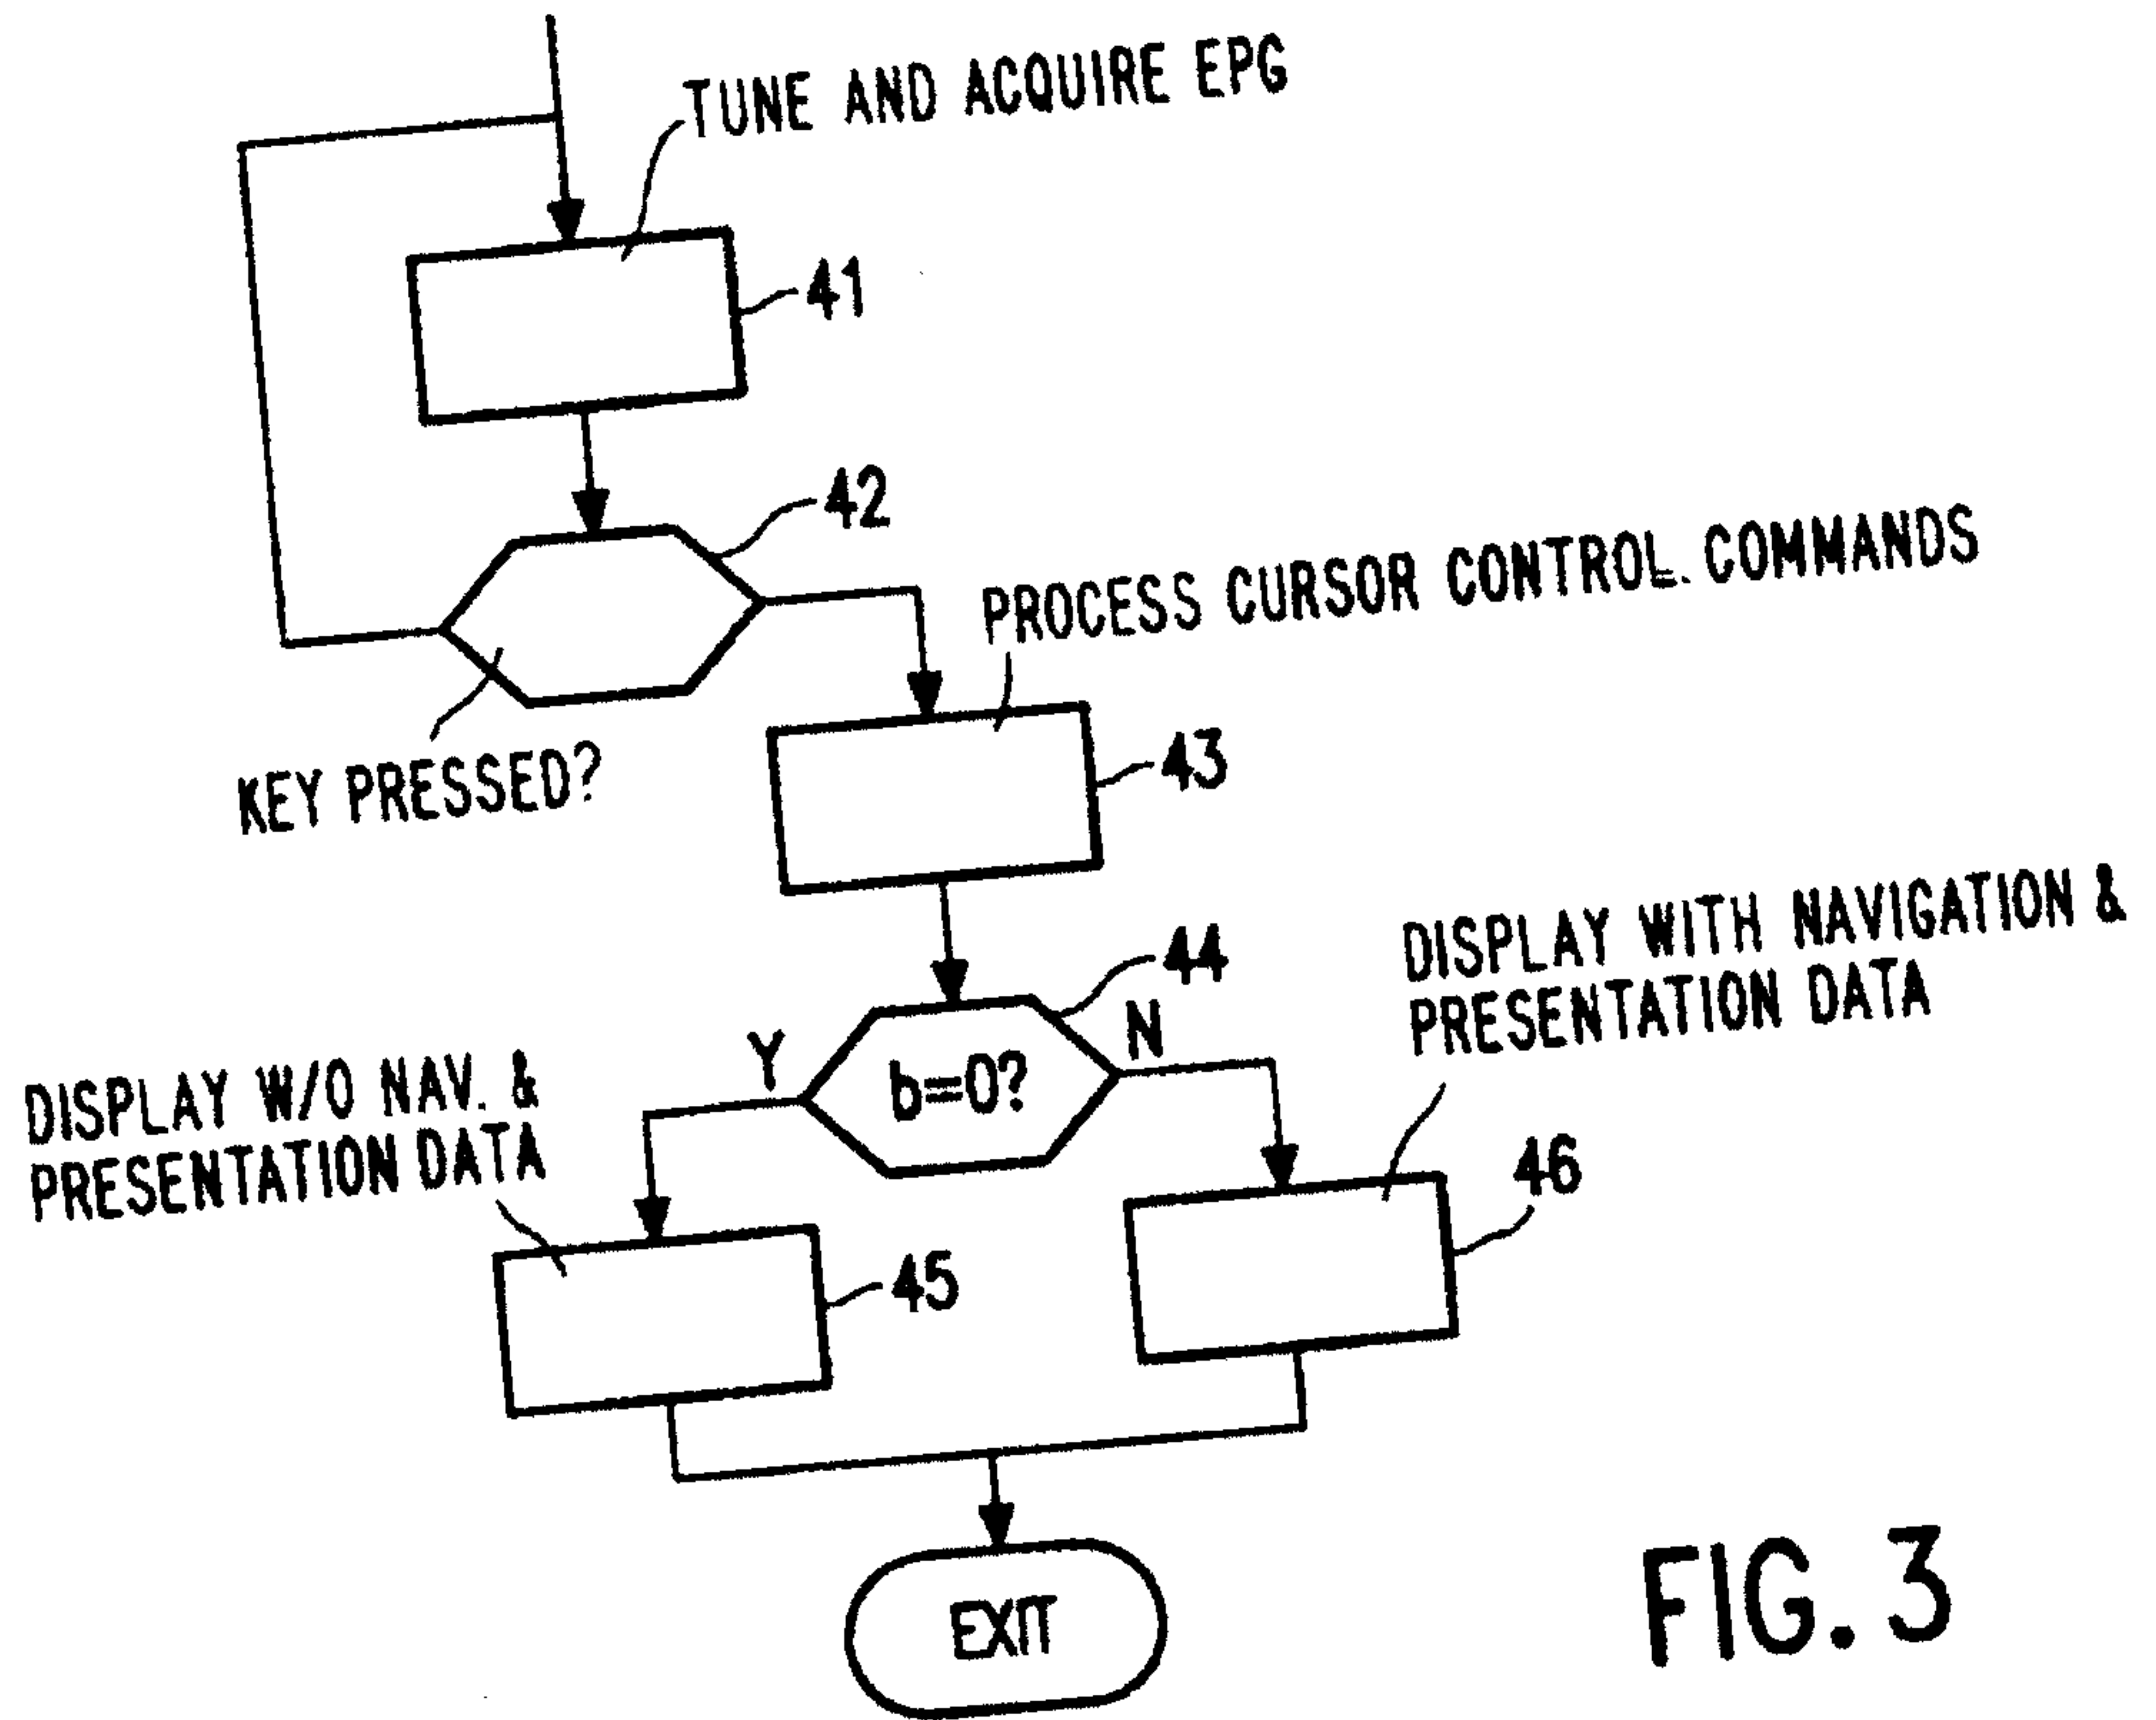 TUNE AND ACQUIRE EPG
41
42
PROCESS CURSOR CONTROL. COMMANDS
KEY PRESSED?
43
44
DISPLAY WITH NAVIGATION &
PRESENTATION DATA
Y
N
b=0?
DISPLAY W/O NAV. &
PRESENTATION DATA
46
45
EXIT
FIG. 3